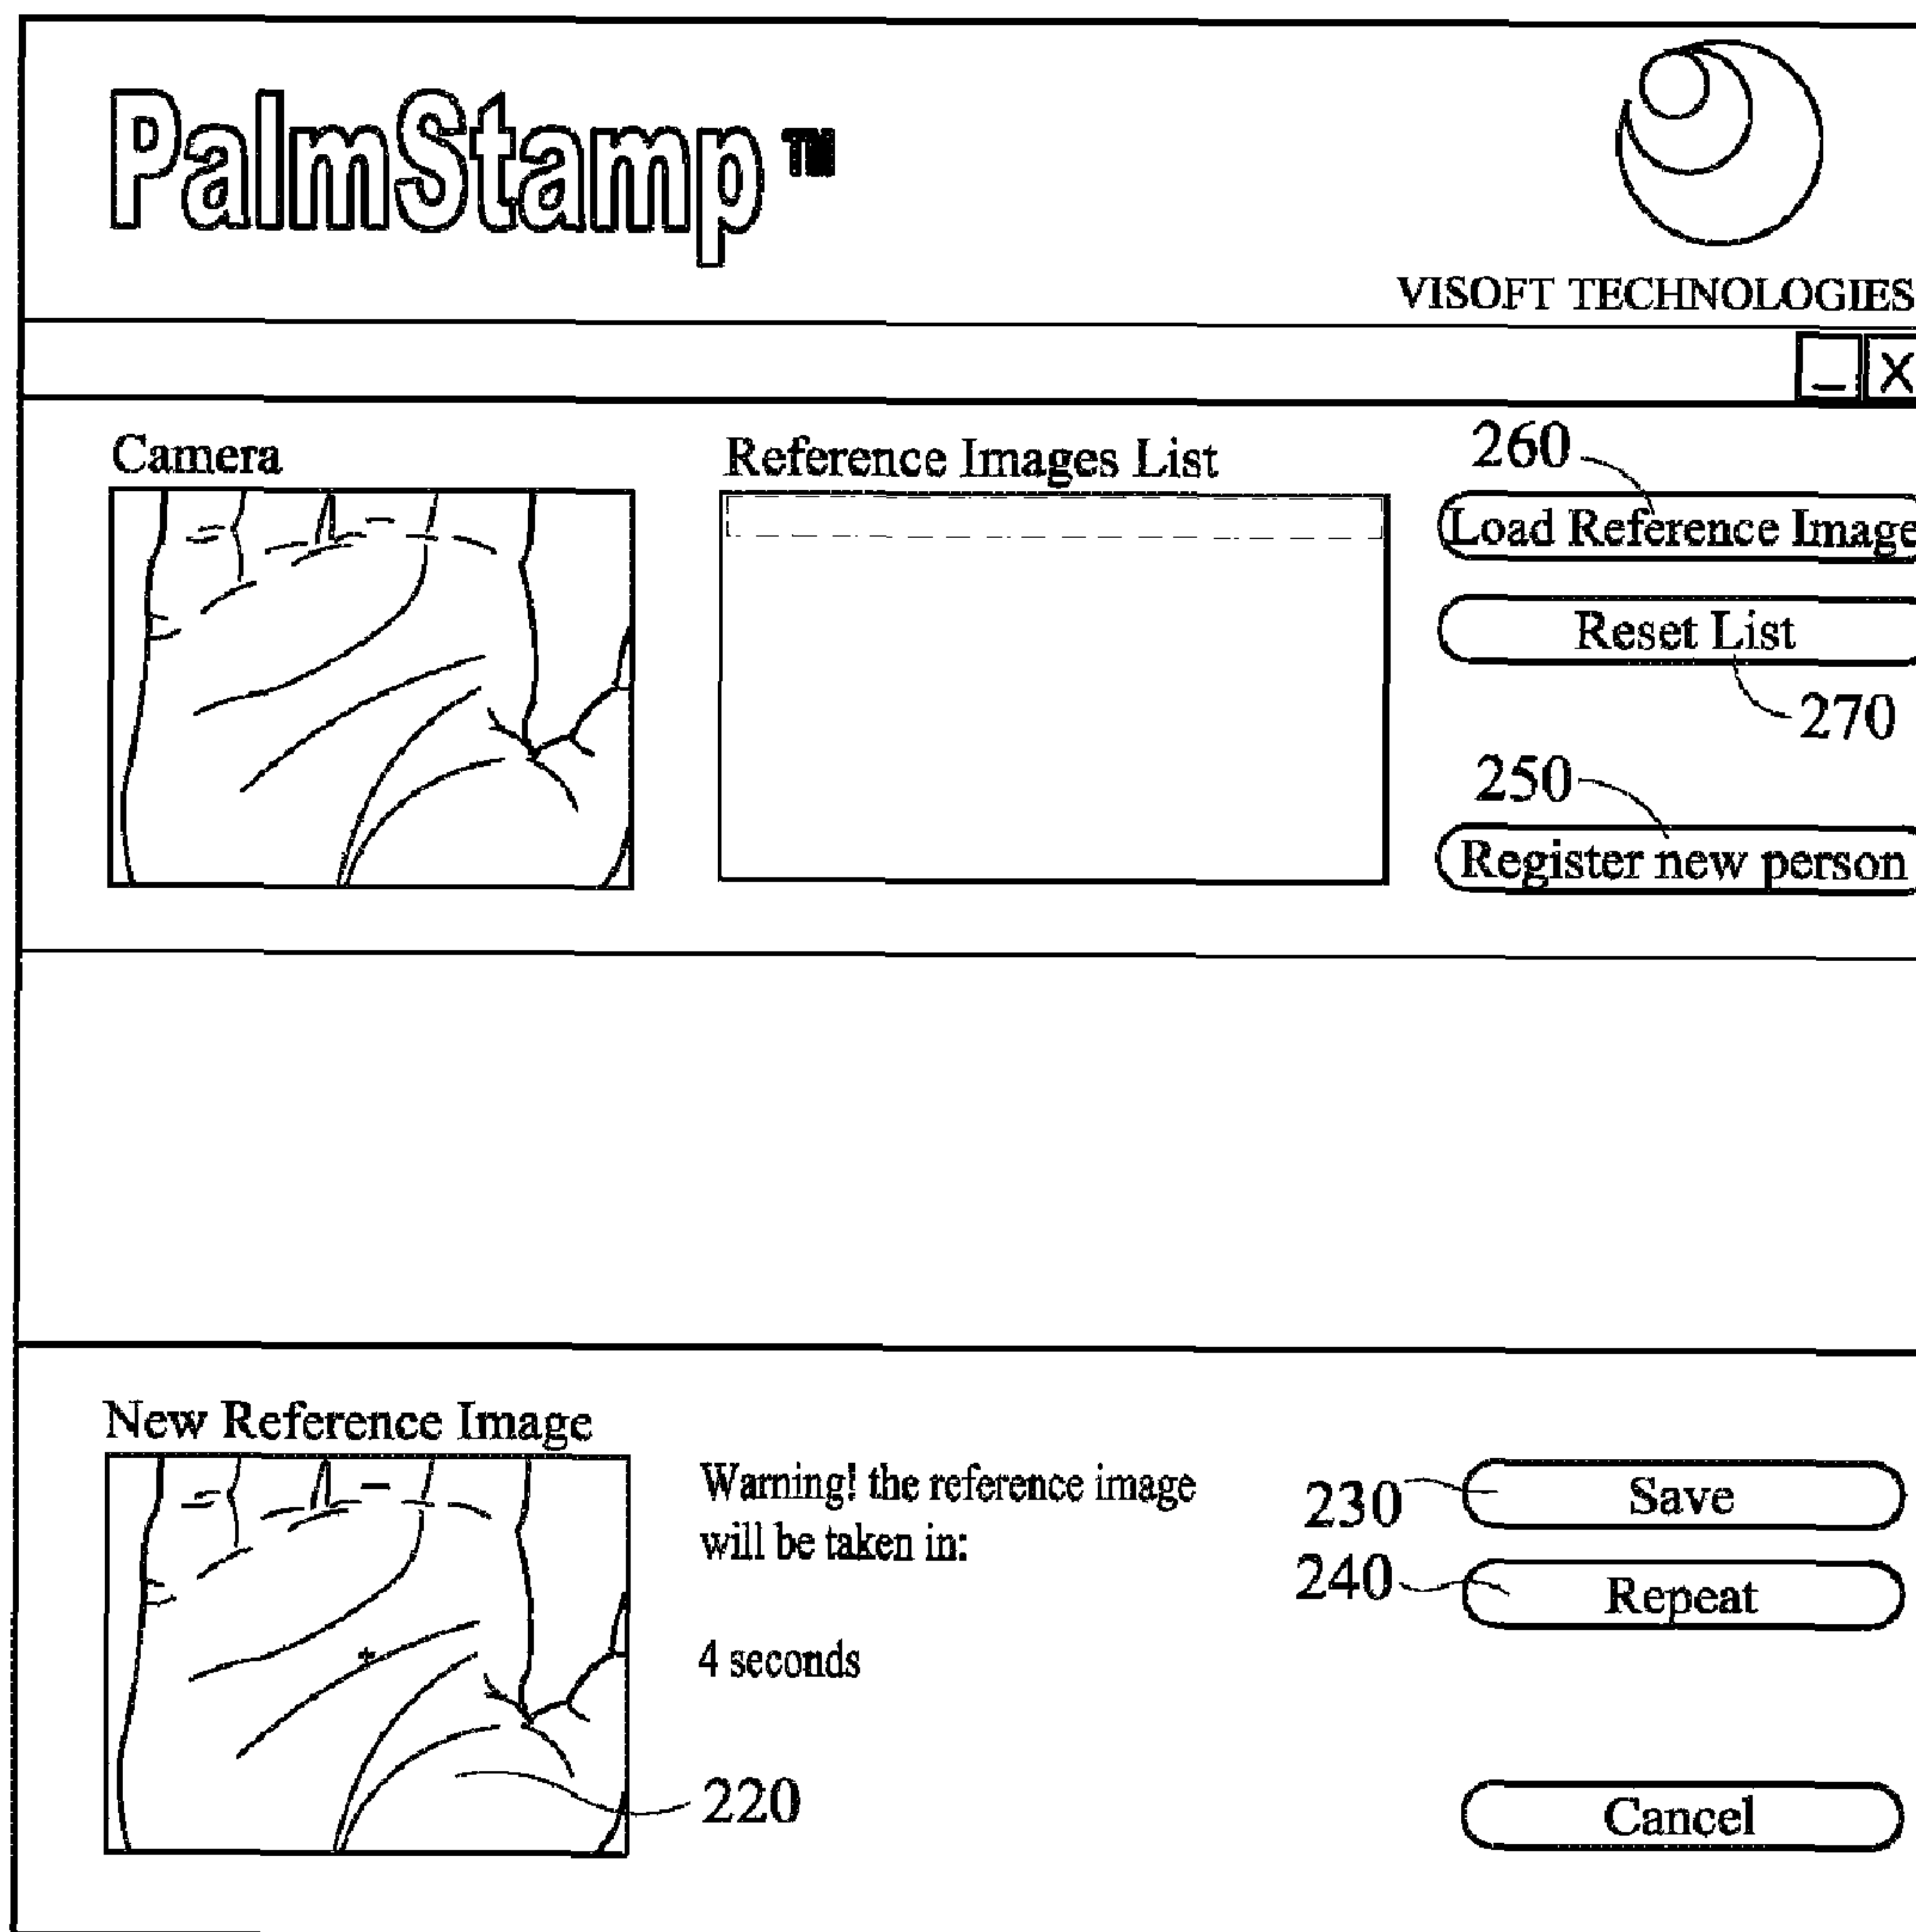 PalmStamp™
VISOFT TECHNOLOGIES
_ X
Camera
Reference Images List
260
Load Reference Image
Reset List
270
250
Register new person
New Reference Image
Warning! the reference image
will be taken in:
4 seconds
230
Save
240
Repeat
220
Cancel